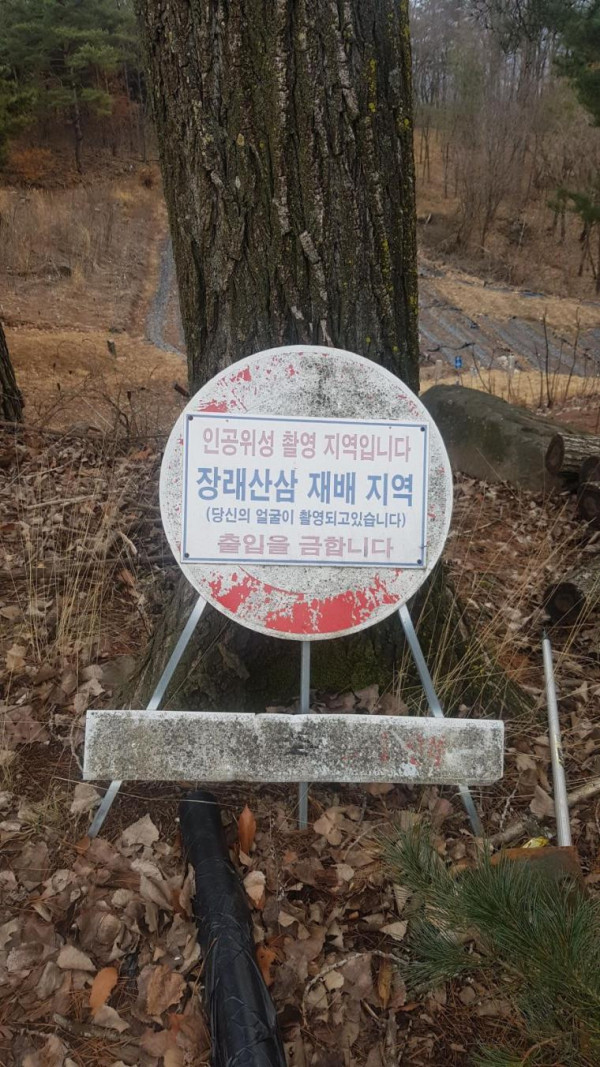 인공위성 촬영 지역입니다
장래산삼 재배 지역
(당신의 얼굴이 촬영되고있습니다)
출입을 금합니다